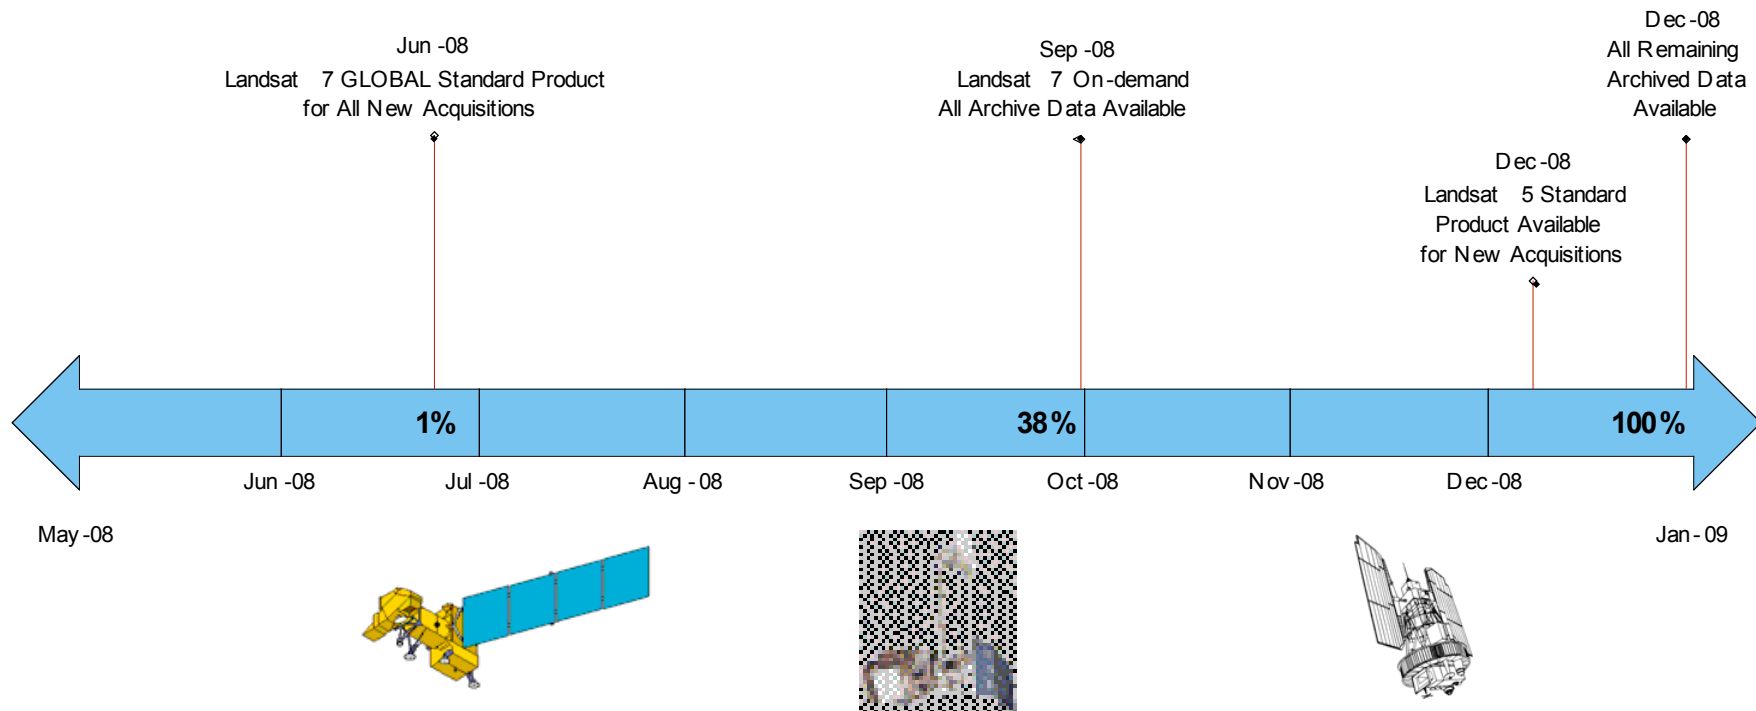 Jun -08
Landsat 7 GLOBAL Standard Product
for All New Acquisitions
Sep -08
Landsat 7 On-demand
All Archive Data Available
Dec -08
Landsat 5 Standard
Product Available
for New Acquisitions
Dec -08
All Remaining
Archived Data
Available
1%
38%
100%
Jun -08
Jul -08
Aug -08
Sep -08
Oct -08
Nov -08
Dec -08
May -08
Jan - 09